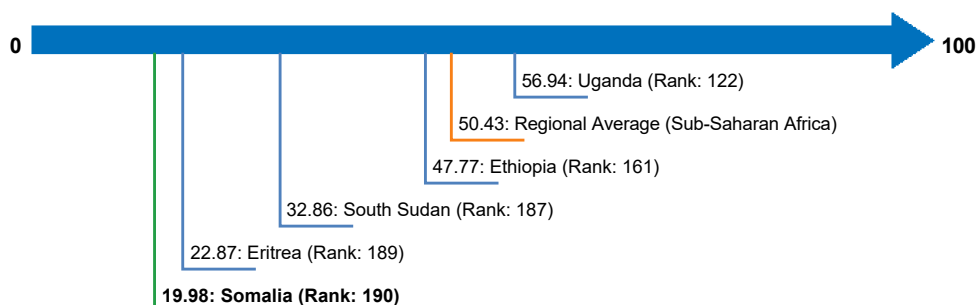 0
100
56.94: Uganda (Rank: 122)
50.43: Regional Average (Sub-Saharan Africa)
47.77: Ethiopia (Rank: 161)
32.86: South Sudan (Rank: 187)
22.87: Eritrea (Rank: 189)
19.98: Somalia (Rank: 190)